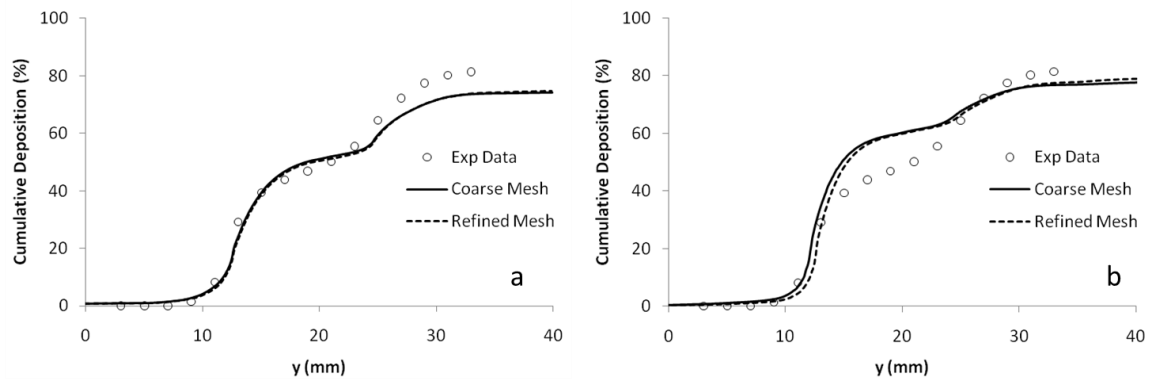 100
80
60
40
20
0
0 10 20 30 40
Cumulative Deposition (%)
y (mm)
Exp Data
Coarse Mesh
Refined Mesh
a
100
80
60
40
20
0
0 10 20 30 40
Cumulative Deposition (%)
y (mm)
Exp Data
Coarse Mesh
Refined Mesh
b